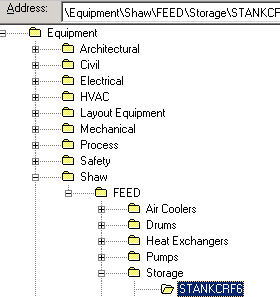 Address: \Equipment\Shaw\FEED\Storage\STANKCRF
Equipment
Architectural
Civil
Electrical
HVAC
Layout Equipment
Mechanical
Process
Safety
Shaw
FEED
Air Coolers
Drums
Heat Exchangers
Pumps
Storage
STANKCRF6